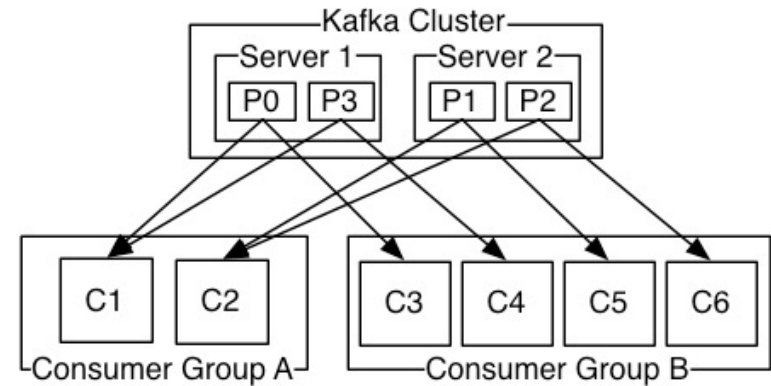 Kafka Cluster
Server 1 Server 2
P0 P3 P1 P2
C1 C2 C3 C4 C5 C6
Consumer Group A Consumer Group B